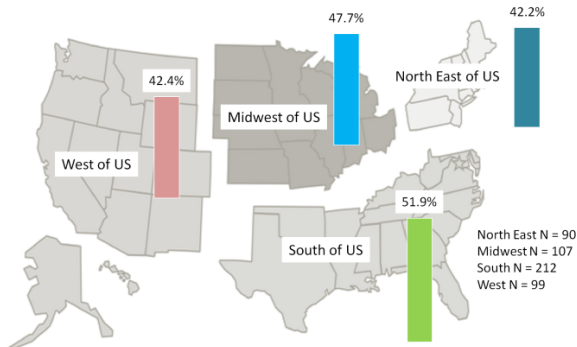 47.7%
42.2%
42.4%
North East of US
Midwest of US
West of US
51.9%
South of US
North East N = 90
Midwest N = 107
South N = 212
West N = 99